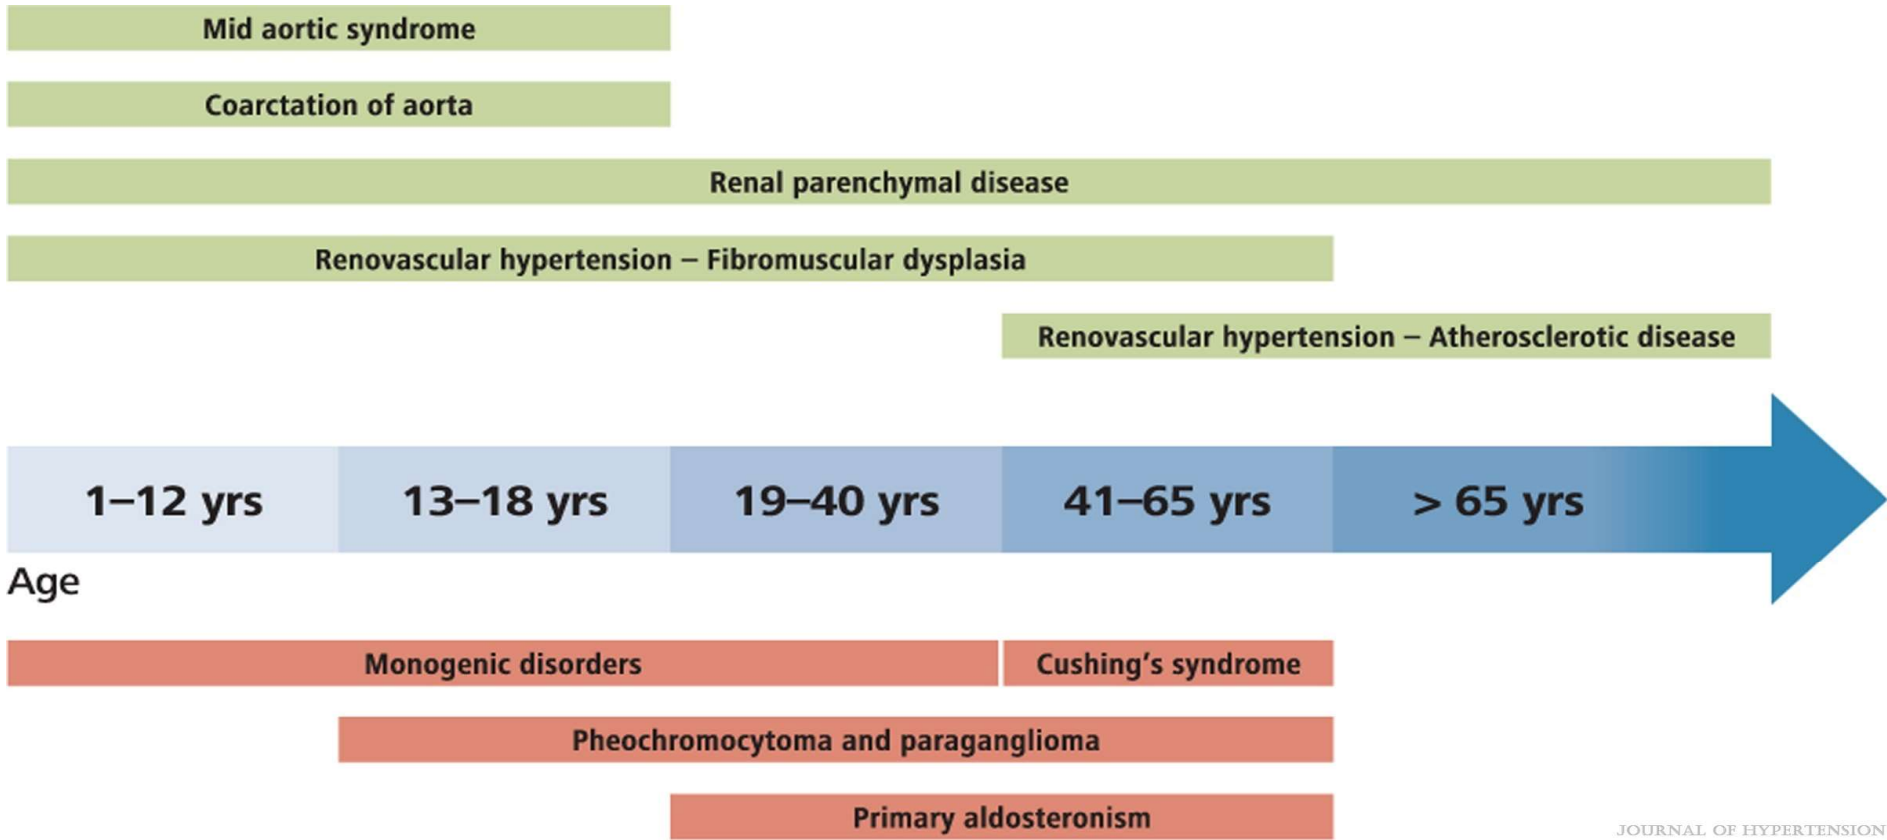 Mid aortic syndrome
Coarctation of aorta
Renal parenchymal disease
Renovascular hypertension – Fibromuscular dysplasia
Renovascular hypertension – Atherosclerotic disease
1–12 yrs
13–18 yrs
19–40 yrs
41–65 yrs
> 65 yrs
Age
Monogenic disorders
Cushing’s syndrome
Pheochromocytoma and paraganglioma
Primary aldosteronism
JOURNAL OF HYPERTENSION